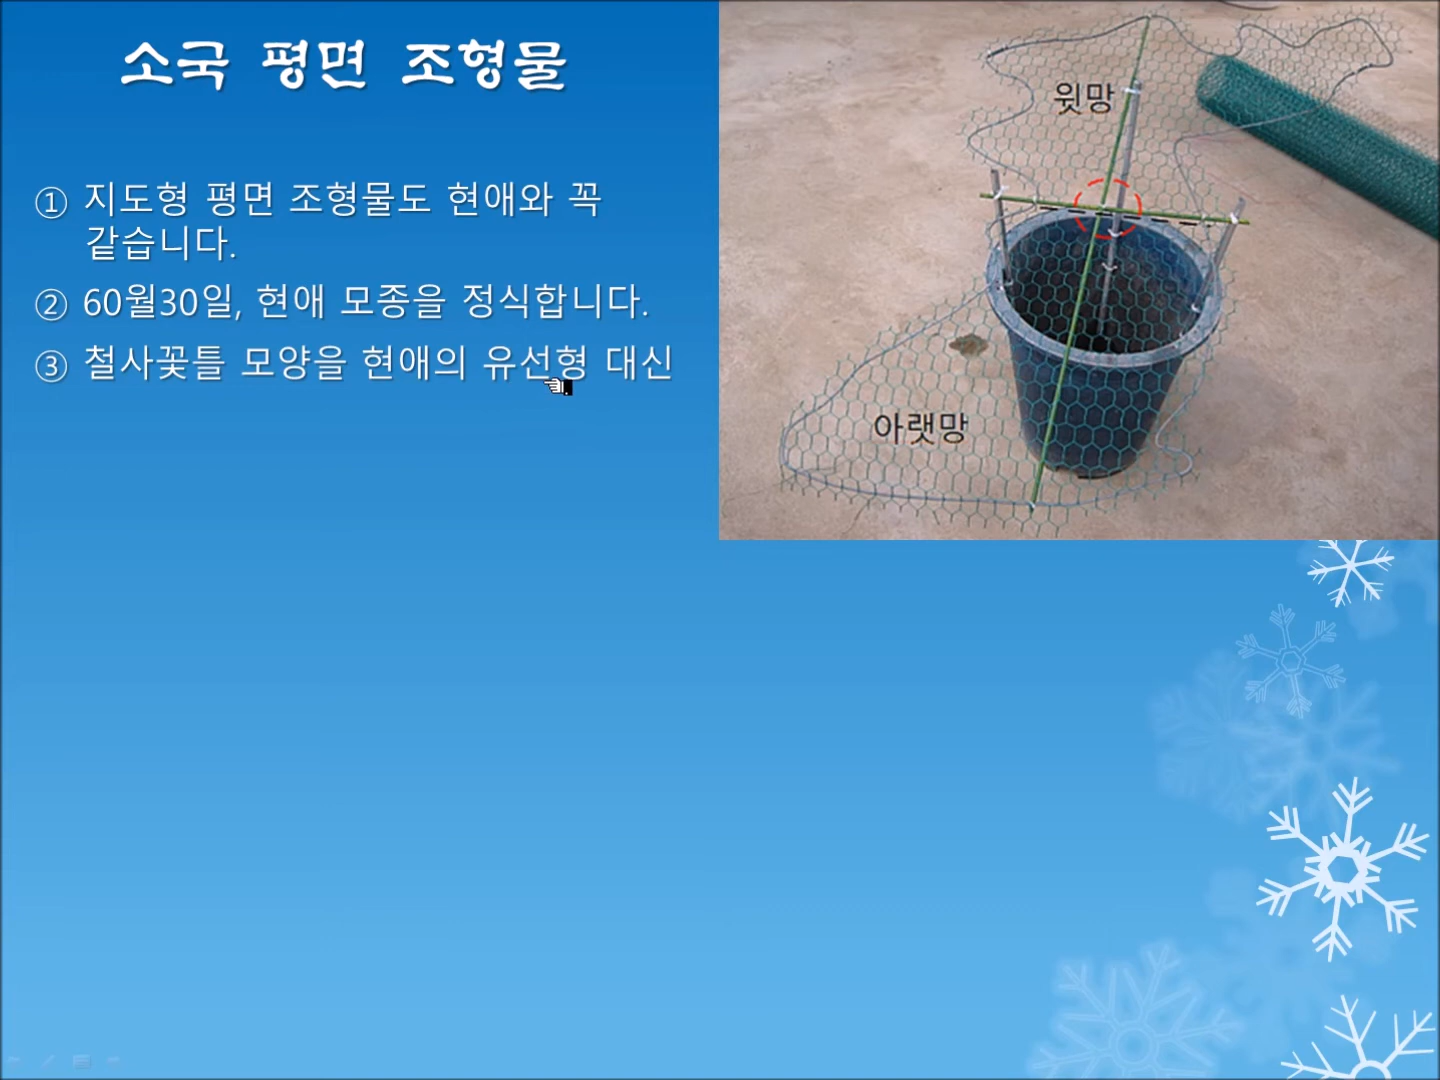 소국 평면 조형물
① 지도형 평면 조형물도 현애와 꼭
같습니다.
② 60월30일, 현애 모종을 정식합니다.
③ 철사꽃틀 모양을 현애의 유선형 대신
윗망
아랫망